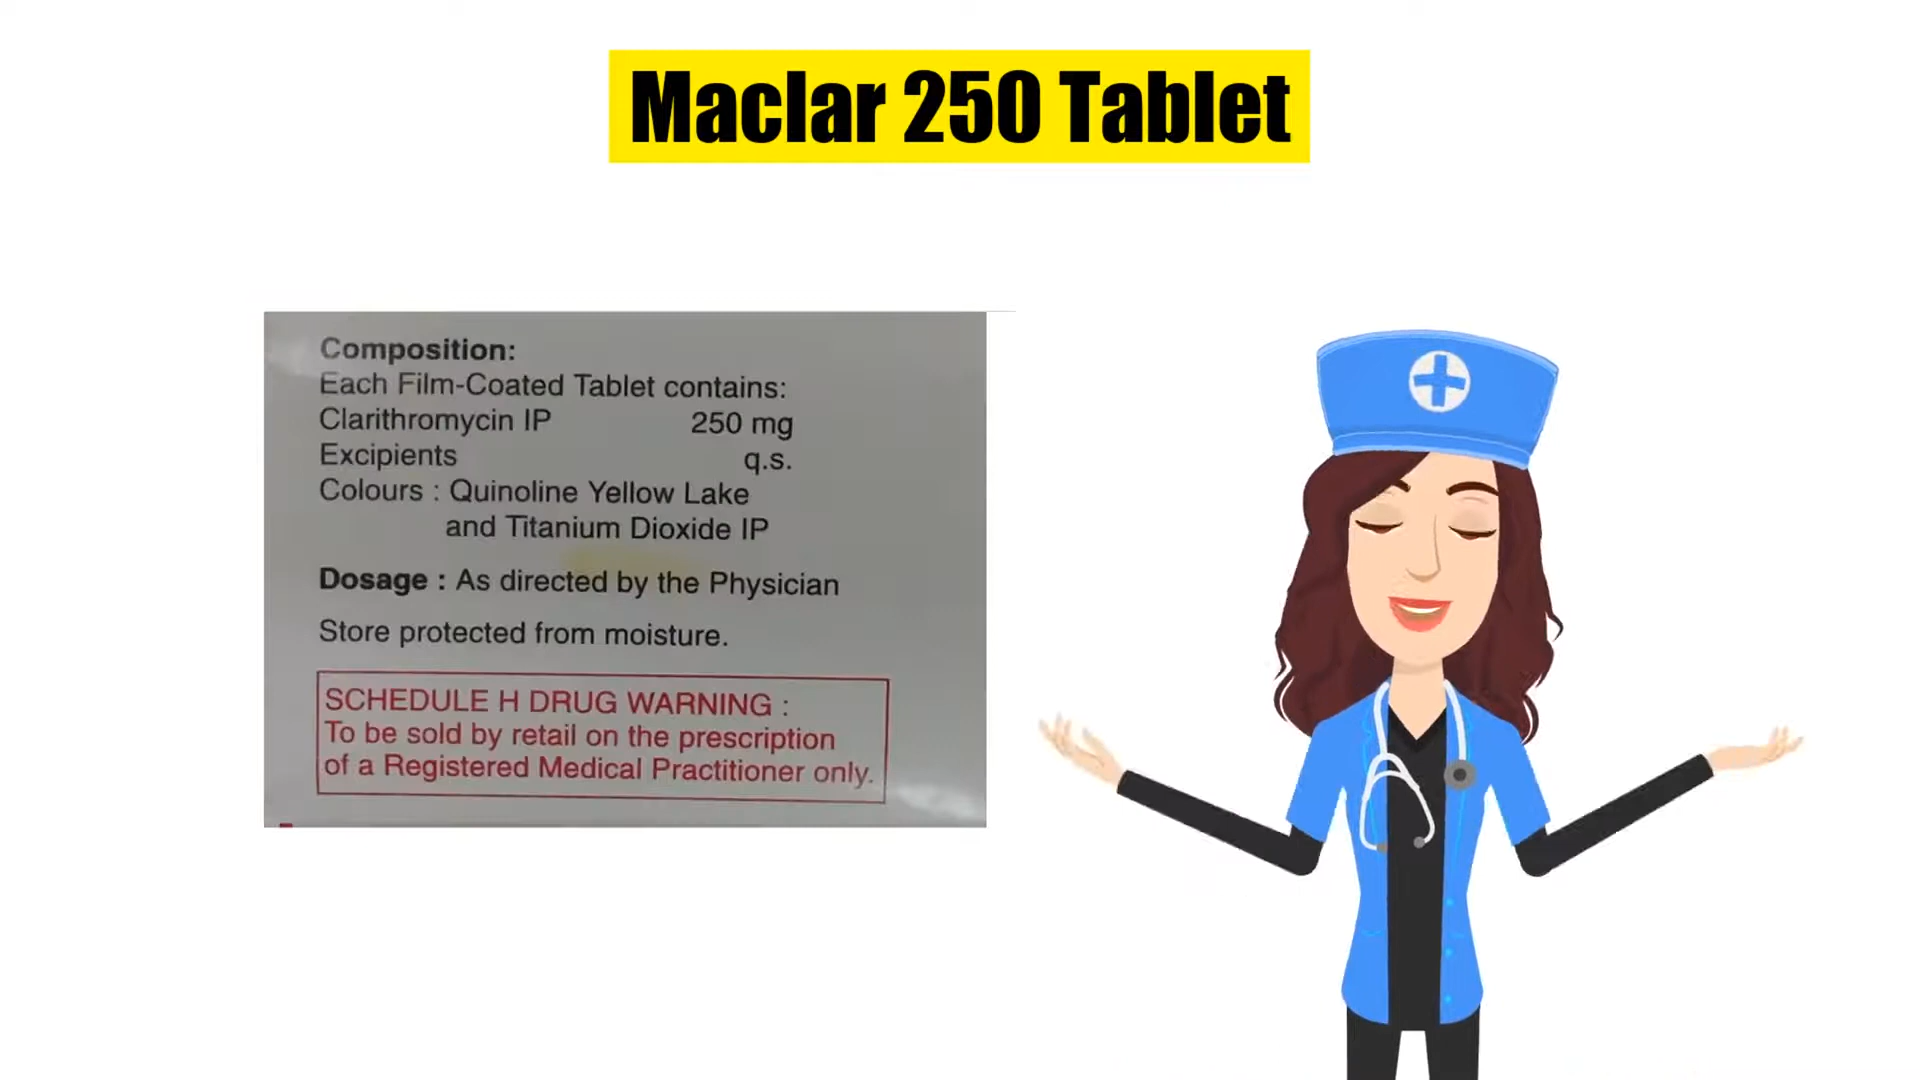 Maclar 250 Tablet
Composition:
Each Film-Coated Tablet contains:
Clarithromycin IP 250 mg
Excipients q.s.
Colours : Quinoline Yellow Lake
and Titanium Dioxide IP
Dosage : As directed by the Physician
Store protected from moisture.
SCHEDULE H DRUG WARNING :
To be sold by retail on the prescription
of a Registered Medical Practitioner only.